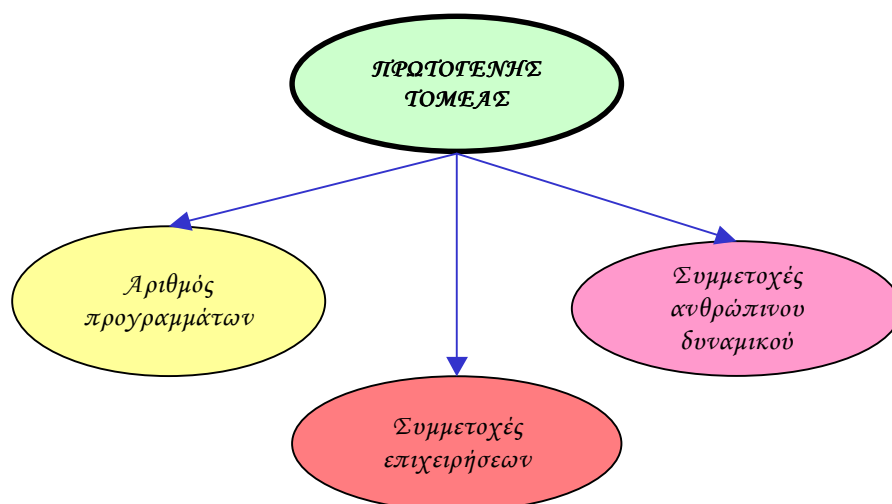 ΠΡΩΤΟΓΕΝΗΣ
ΤΟΜΕΑΣ
Αριθμός
προγραμμάτων
Συμμετοχές
ανθρώπινου
δυναμικού
Συμμετοχές
επιχειρήσεων